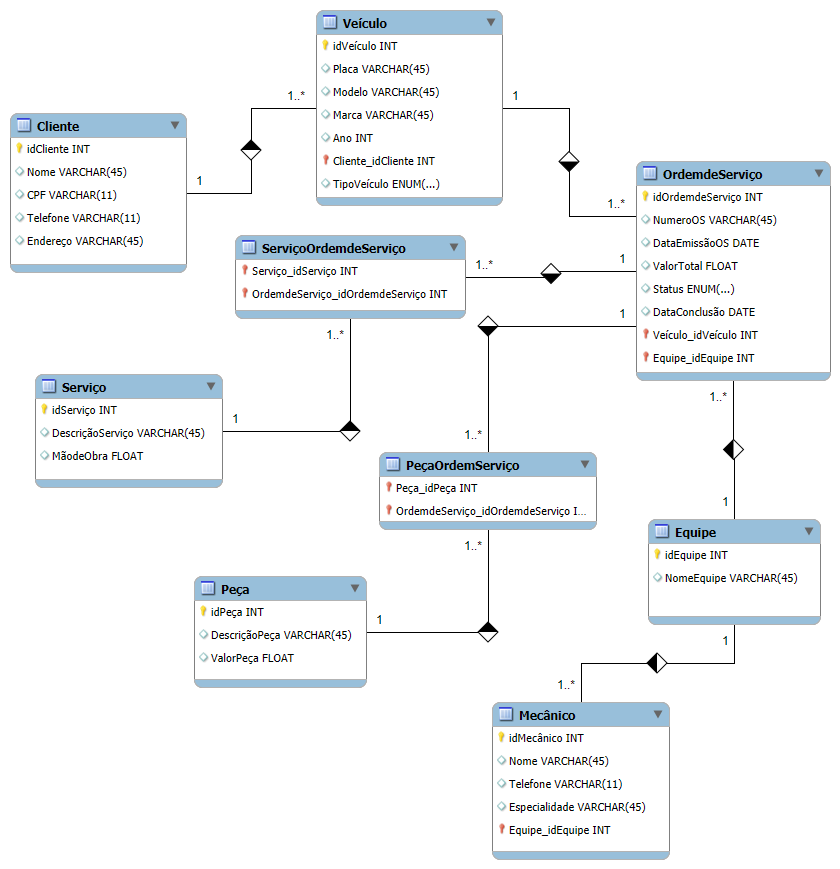 Veículo
idVeículo INT
Placa VARCHAR(45)
Modelo VARCHAR(45)
Marca VARCHAR(45)
Ano INT
Cliente_idCliente INT
TipoVeículo ENUM(...)
1..*
1
Cliente
idCliente INT
Nome VARCHAR(45)
CPF VARCHAR(11)
Telefone VARCHAR(11)
Endereço VARCHAR(45)
1
1..*
OrdemdeServiço
idOrdemdeServiço INT
NumeroOS VARCHAR(45)
DataEmissãoOS DATE
ValorTotal FLOAT
Status ENUM(...)
DataConclusão DATE
Veículo_idVeículo INT
Equipe_idEquipe INT
1
1
1..*
ServiçoOrdemdeServiço
Serviço_idServiço INT
OrdemdeServiço_idOrdemdeServiço INT
1..*
1..*
Serviço
idServiço INT
DescriçãoServiço VARCHAR(45)
MãodeObra FLOAT
1
1..*
PeçaOrdemServiço
Peça_idPeça INT
OrdemdeServiço_idOrdemdeServiço I...
1..*
1
Equipe
idEquipe INT
NomeEquipe VARCHAR(45)
1
Peça
idPeça INT
DescriçãoPeça VARCHAR(45)
ValorPeça FLOAT
1
1..*
Mecânico
idMecânico INT
Nome VARCHAR(45)
Telefone VARCHAR(11)
Especialidade VARCHAR(45)
Equipe_idEquipe INT